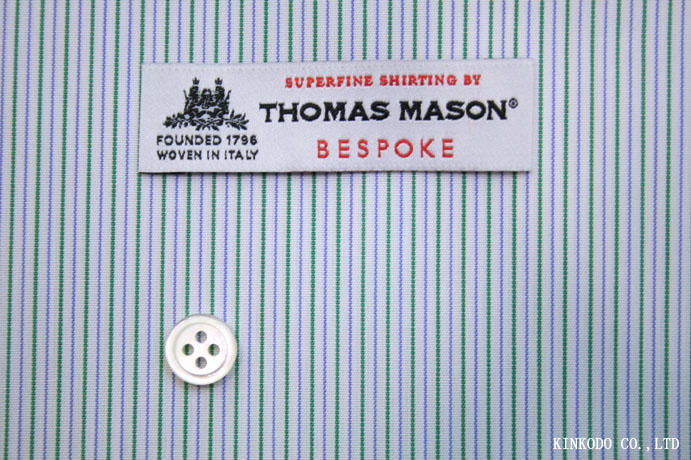 SUPERFINE SHIRTING BY
THOMAS MASON®
BESPOKE
FOUNDED 1796
WOVEN IN ITALY
KINKODO CO.,LTD